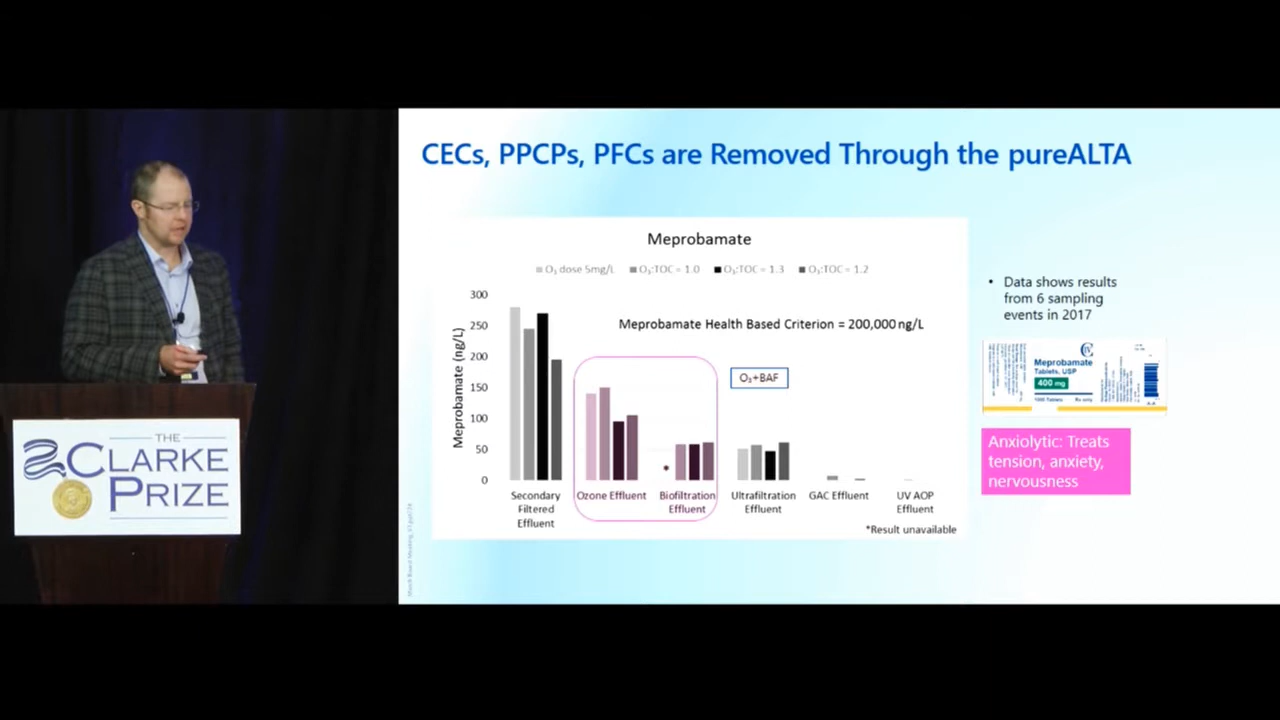 CECs, PPCPs, PFCs are Removed Through the pureALTA
Meprobamate
O₃ dose 5mg/L O₃:TOC = 1.0 O₃:TOC = 1.3 O₃:TOC = 1.2
300
250
200
150
100
50
0
Meprobamate (ng/L)
Meprobamate Health Based Criterion = 200,000 ng/L
O₃+BAF
*
Secondary
Filtered
Effluent
Ozone Effluent
Biofiltration
Effluent
Ultrafiltration
Effluent
GAC Effluent
UV AOP
Effluent
*Result unavailable
• Data shows results
from 6 sampling
events in 2017
Meprobamate
Tablets, USP
400 mg
Anxiolytic: Treats
tension, anxiety,
nervousness
THE
CLARKE
PRIZE